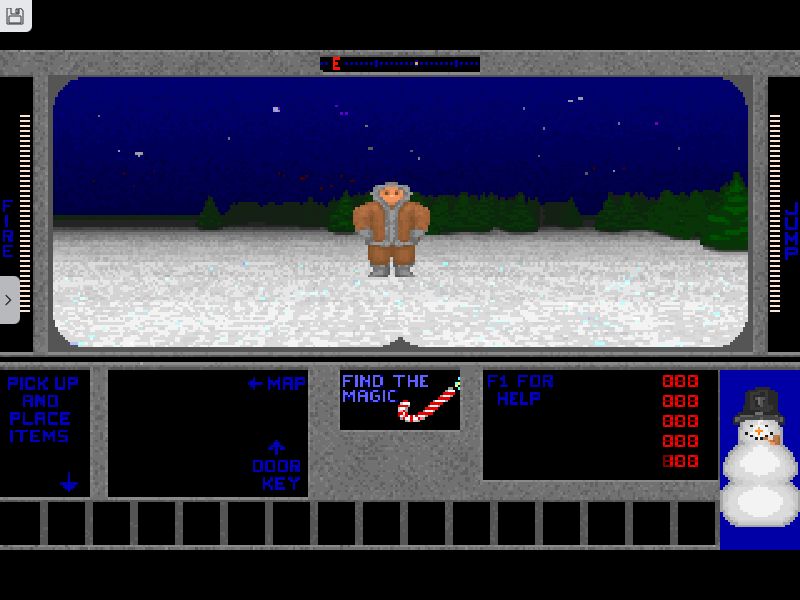 E
FIRE
JUMP
PICK UP
AND
PLACE
ITEMS
←MAP
DOOR
KEY
FIND THE
MAGIC
F1 FOR
HELP
000
000
000
000
100